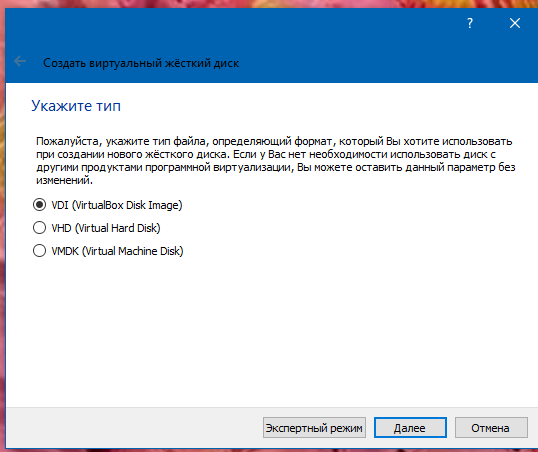 ?
Создать виртуальный жёсткий диск
Укажите тип
Пожалуйста, укажите тип файла, определяющий формат, который Вы хотите использовать
при создании нового жёсткого диска. Если у Вас нет необходимости использовать диск с
другими продуктами программной виртуализации, Вы можете оставить данный параметр без
изменений.
VDI (VirtualBox Disk Image)
VHD (Virtual Hard Disk)
VMDK (Virtual Machine Disk)
Экспертный режим Далее Отмена